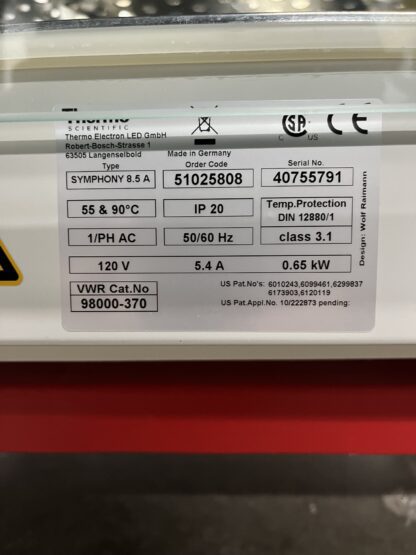 Thermo
SCIENTIFIC
Thermo Electron LED GmbH
Robert-Bosch-Strasse 1
63505 Langenselbold
Made in Germany
C SA US CE
Type
Order Code
Serial No.
SYMPHONY 8.5 A
51025808
40755791
55 & 90°C
IP 20
Temp.Protection
DIN 12880/1
1/PH AC
50/60 Hz
class 3.1
120 V 5.4 A 0.65 kW
VWR Cat.No
98000-370
US Pat.No's: 6010243,6099461,6299837
6173903,6120119
US Pat.Appl.No. 10/222873 pending:
Design: Wolf Raimann